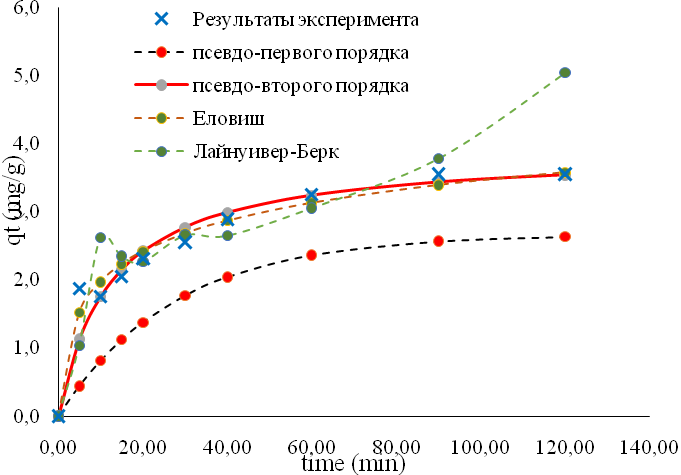 6,0
5,0
4,0
3,0
2,0
1,0
0,0
qt (mg/g)
Результаты эксперимента
псевдо-первого порядка
псевдо-второго порядка
Еловиш
Лайнуивер-Берк
0,00 20,00 40,00 60,00 80,00 100,00 120,00 140,00
time (min)